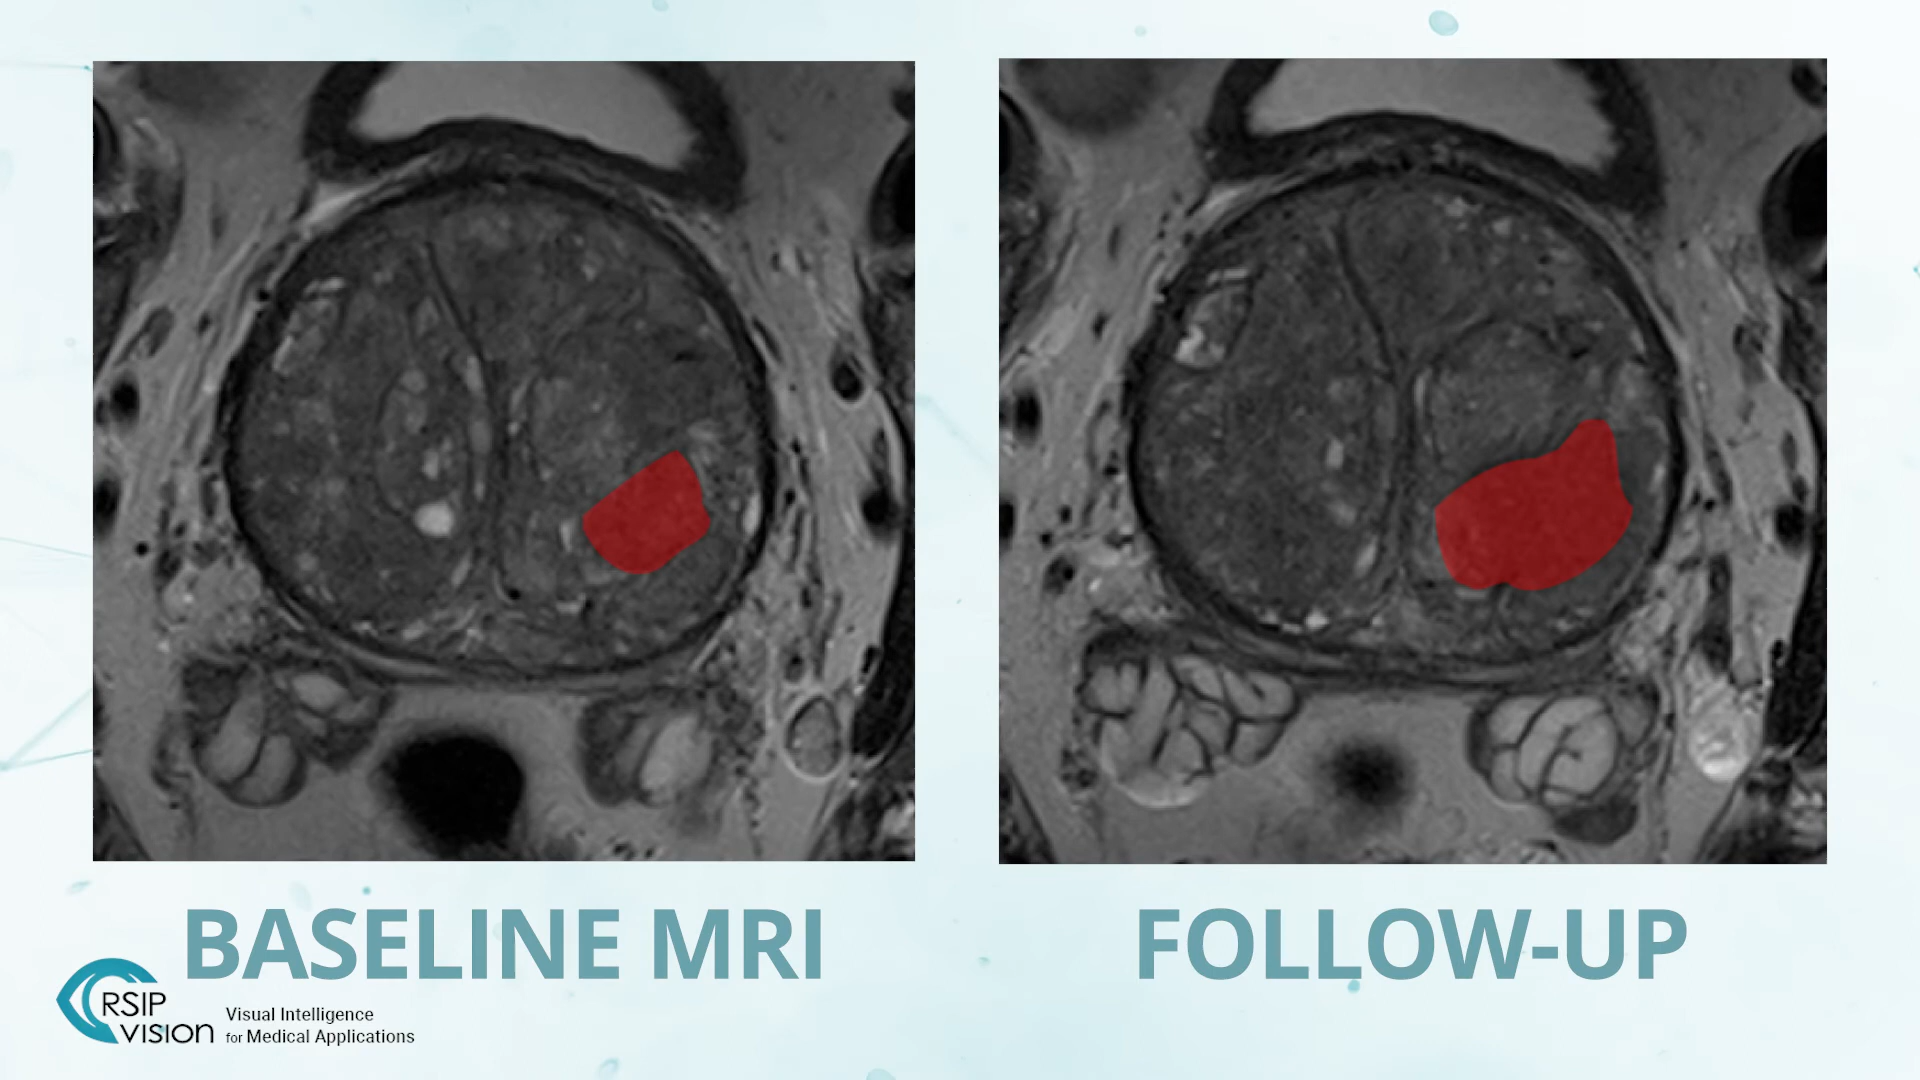 BASELINE MRI
FOLLOW-UP
RSIP
VISION
Visual Intelligence
for Medical Applications